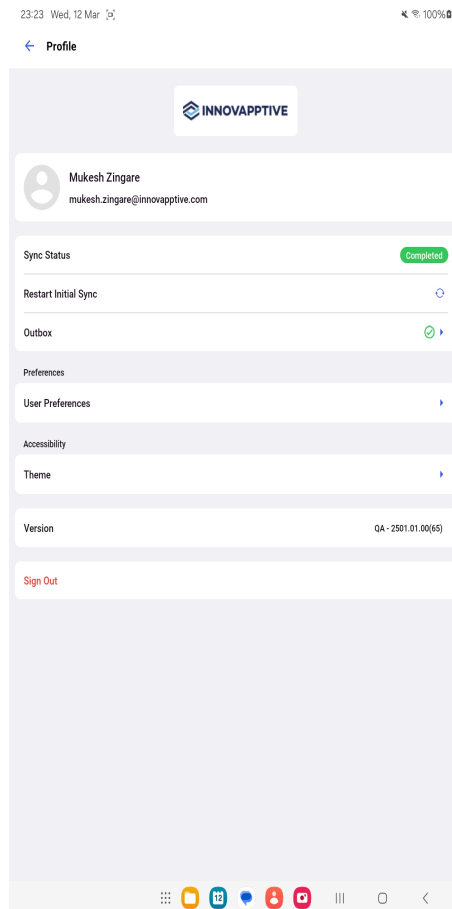 23:23 Wed, 12 Mar 100%
Profile
INNOVAPPTIVE
Mukesh Zingare
mukesh.zingare@innovapptive.com
Sync Status Completed
Restart Initial Sync
Outbox
Preferences
User Preferences
Accessibility
Theme
Version QA - 2501.01.00(65)
Sign Out
12